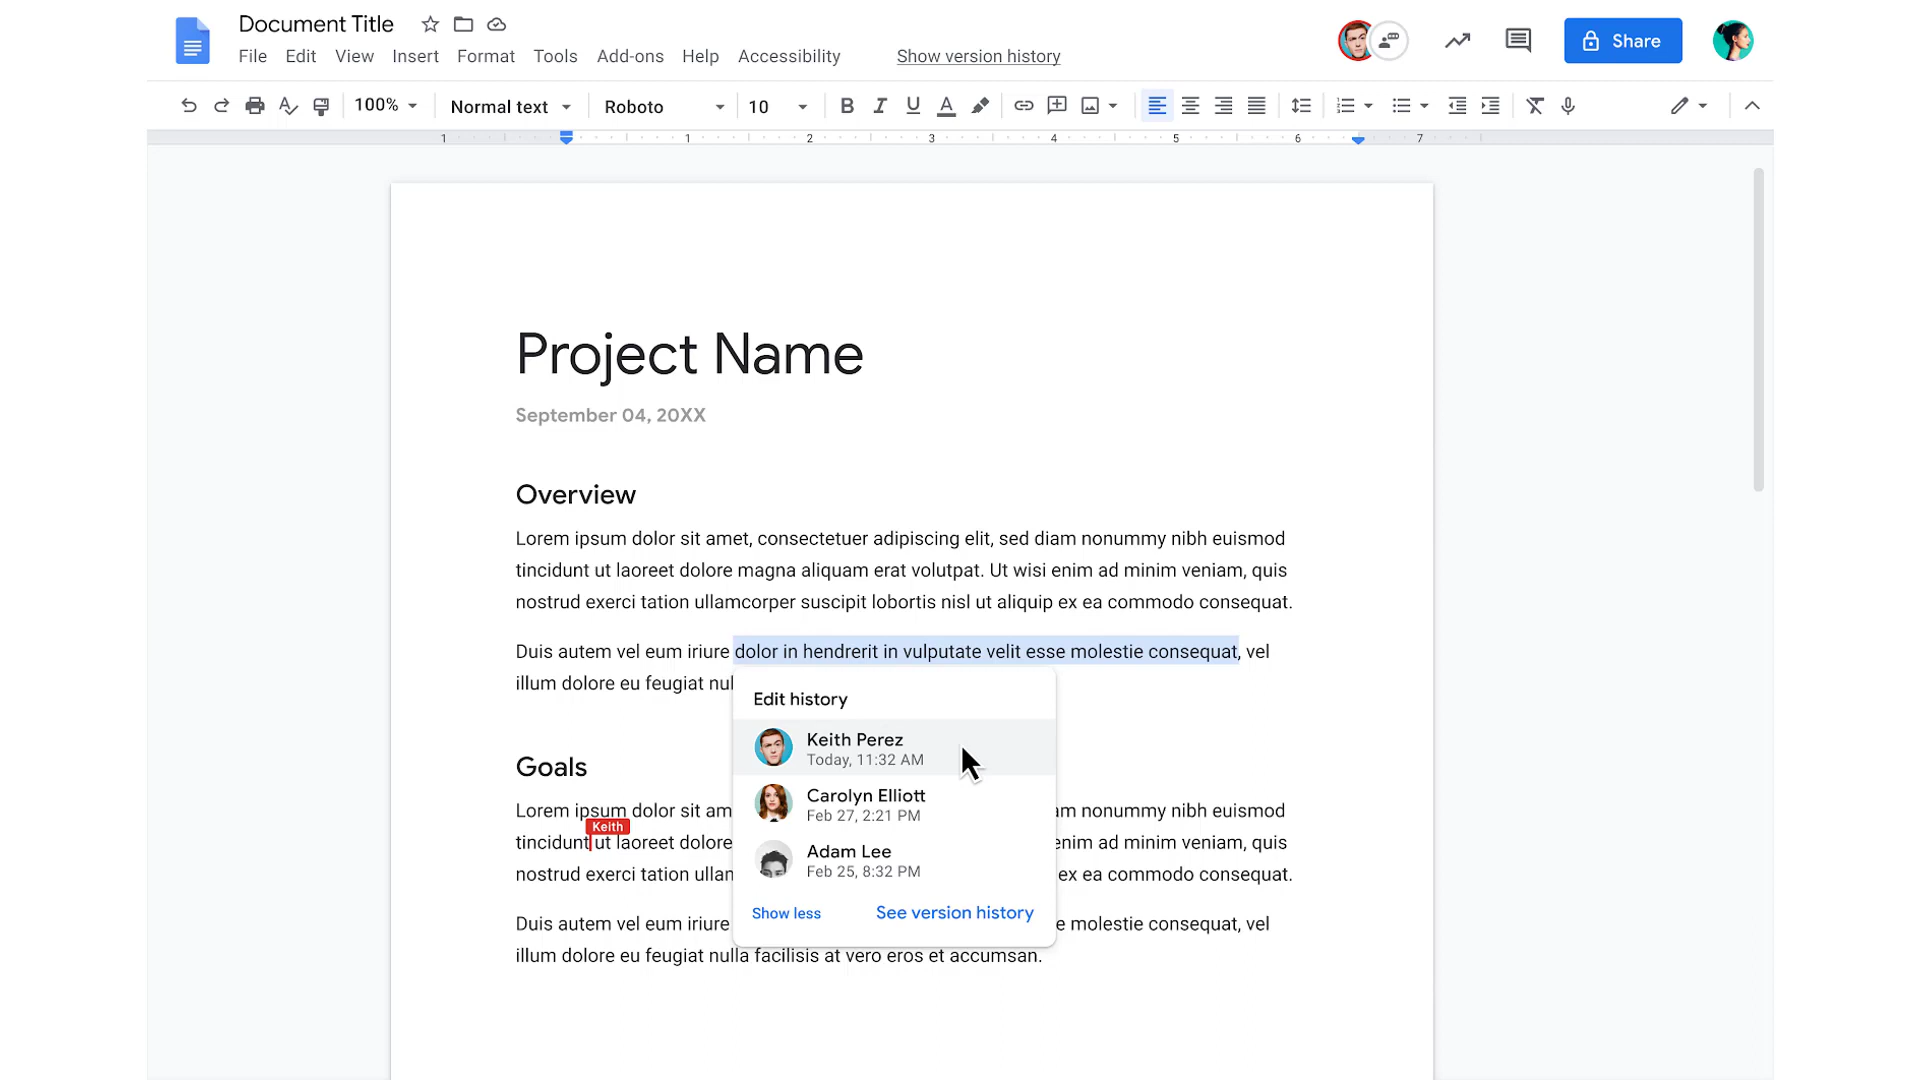 Document Title
File Edit View Insert Format Tools Add-ons Help Accessibility Show version history
Share
100% Normal text Roboto 10
1 1 2 3 4 5 6 7
Project Name
September 04, 20XX
Overview
Lorem ipsum dolor sit amet, consectetuer adipiscing elit, sed diam nonummy nibh euismod
tincidunt ut laoreet dolore magna aliquam erat volutpat. Ut wisi enim ad minim veniam, quis
nostrud exerci tation ullamcorper suscipit lobortis nisl ut aliquip ex ea commodo consequat.
Duis autem vel eum iriure dolor in hendrerit in vulputate velit esse molestie consequat, vel
illum dolore eu feugiat nul
Edit history
Keith Perez
Today, 11:32 AM
Carolyn Elliott
Feb 27, 2:21 PM
Adam Lee
Feb 25, 8:32 PM
Show less See version history
Goals
Lorem ipsum dolor sit am am nonummy nibh euismod
Keith
tincidunt ut laoreet dolore enim ad minim veniam, quis
nostrud exerci tation ullan ex ea commodo consequat.
Duis autem vel eum iriure e molestie consequat, vel
illum dolore eu feugiat nulla facilisis at vero eros et accumsan.